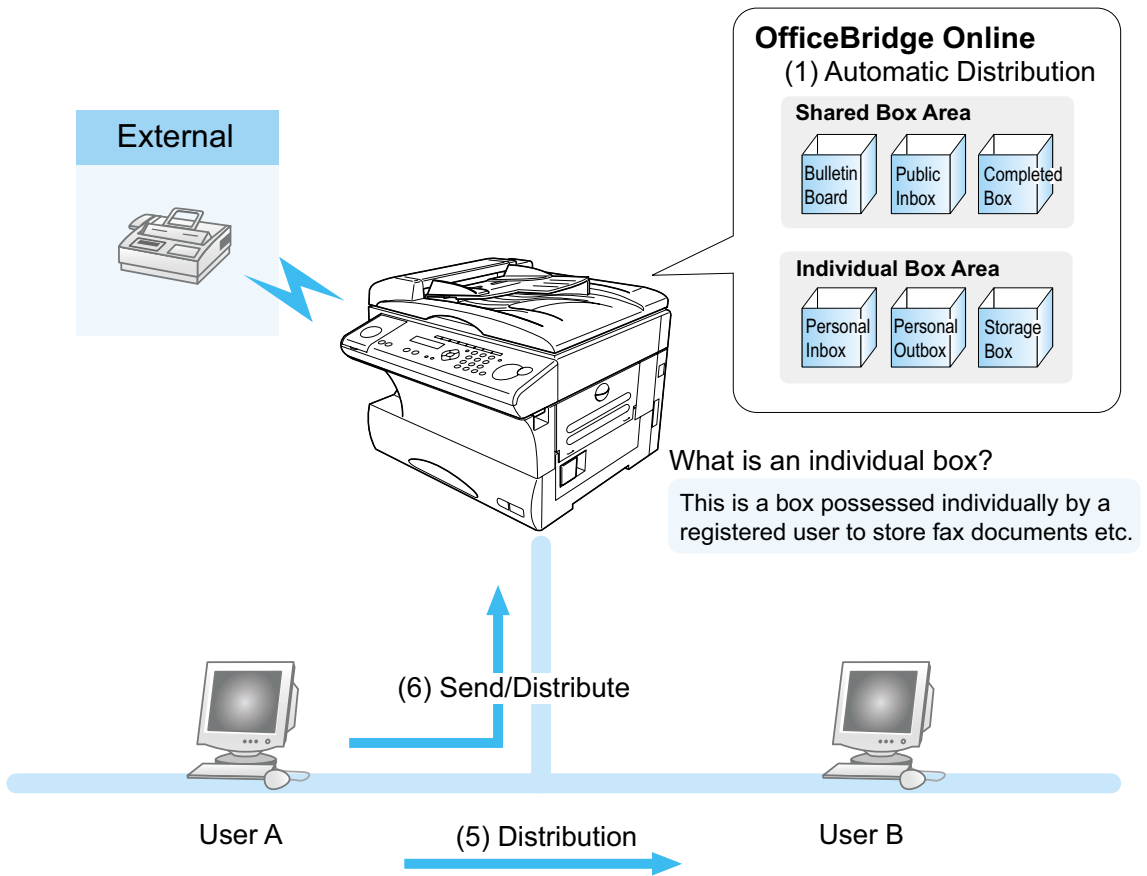 OfficeBridge Online
(1) Automatic Distribution
Shared Box Area
Bulletin
Board
Public
Inbox
Completed
Box
Individual Box Area
Personal
Inbox
Personal
Outbox
Storage
Box
External
What is an individual box?
This is a box possessed individually by a
registered user to store fax documents etc.
(6) Send/Distribute
User A
(5) Distribution
User B